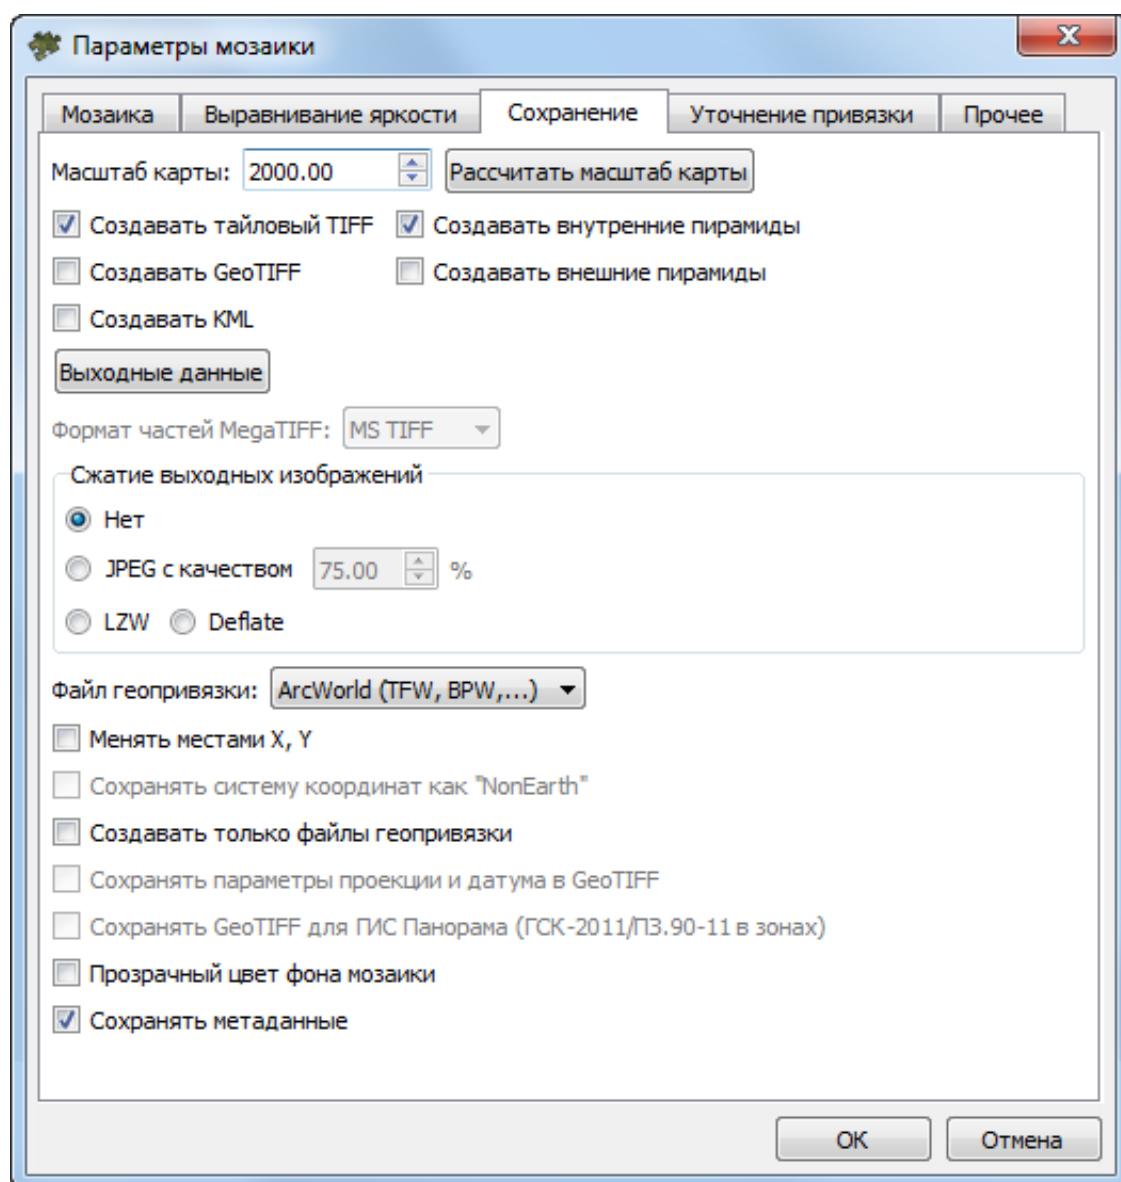 Параметры мозаики
Мозаика Выравнивание яркости Сохранение Уточнение привязки Прочее
Масштаб карты: 2000.00 Рассчитать масштаб карты
Создавать тайловый TIFF Создавать внутренние пирамиды
Создавать GeoTIFF Создавать внешние пирамиды
Создавать KML
Выходные данные
Формат частей MegaTIFF: MS TIFF
Сжатие выходных изображений
Нет
JPEG с качеством 75.00 %
LZW Deflate
Файл геопривязки: ArcWorld (TFW, BPW,...)
Менять местами X, Y
Сохранять систему координат как "NonEarth"
Создавать только файлы геопривязки
Сохранять параметры проекции и датума в GeoTIFF
Сохранять GeoTIFF для ГИС Панорама (ГСК-2011/ПЗ.90-11 в зонах)
Прозрачный цвет фона мозаики
Сохранять метаданные
ОК Отмена